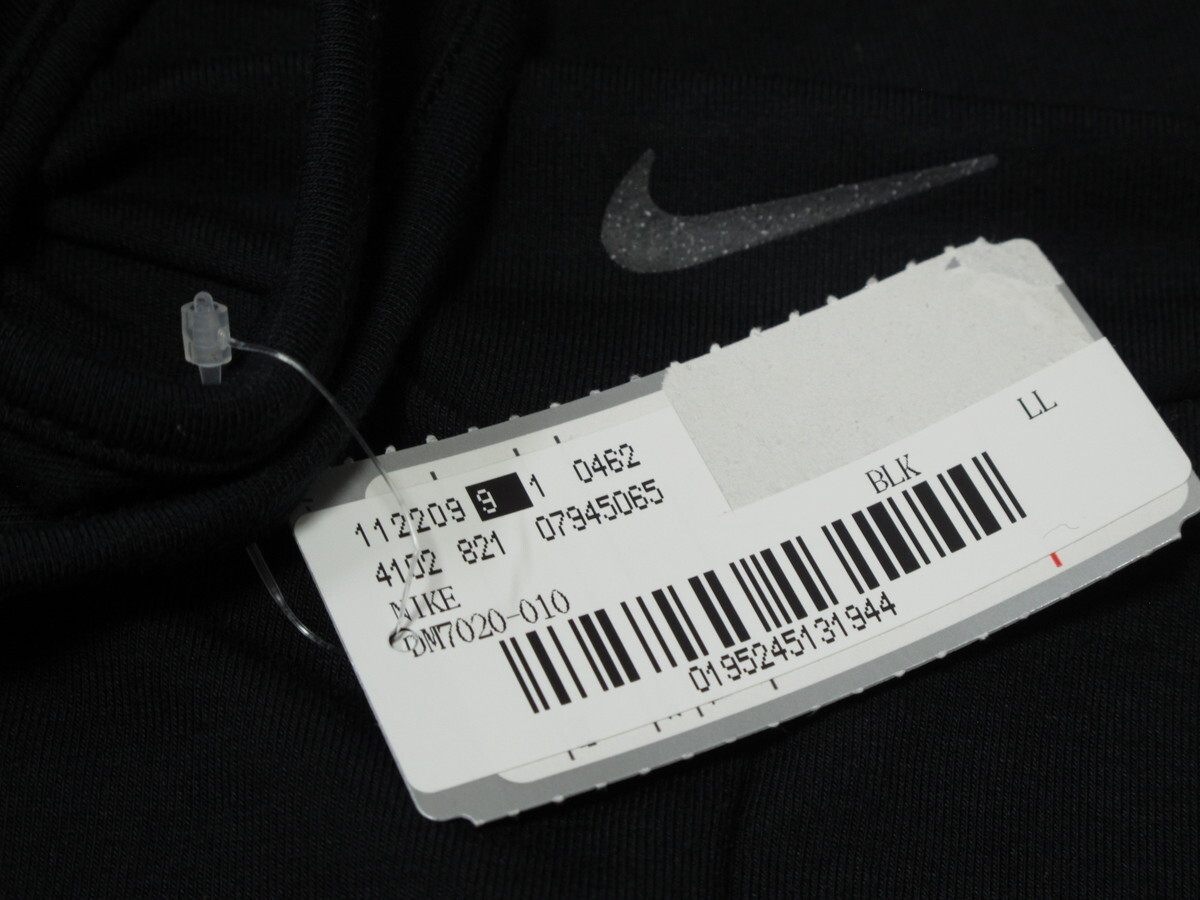 112209 9 1 0462
4102 821 07945065
NIKE
DM7020-010
BLK
LL
0195245131944